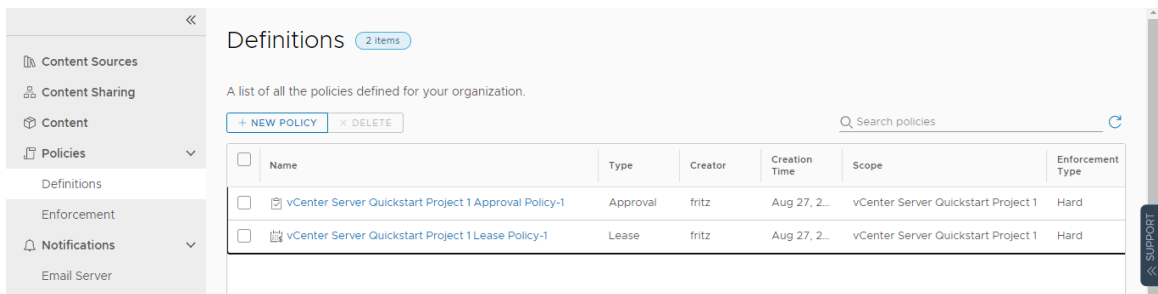 Content Sources
Content Sharing
Content
Policies
Definitions
Enforcement
Notifications
Email Server
Definitions 2 items
A list of all the policies defined for your organization.
+ NEW POLICY × DELETE Search policies
Name Type Creator Creation Time Scope Enforcement Type
vCenter Server Quickstart Project 1 Approval Policy-1 Approval fritz Aug 27, 2... vCenter Server Quickstart Project 1 Hard
vCenter Server Quickstart Project 1 Lease Policy-1 Lease fritz Aug 27, 2... vCenter Server Quickstart Project 1 Hard
SUPPORT